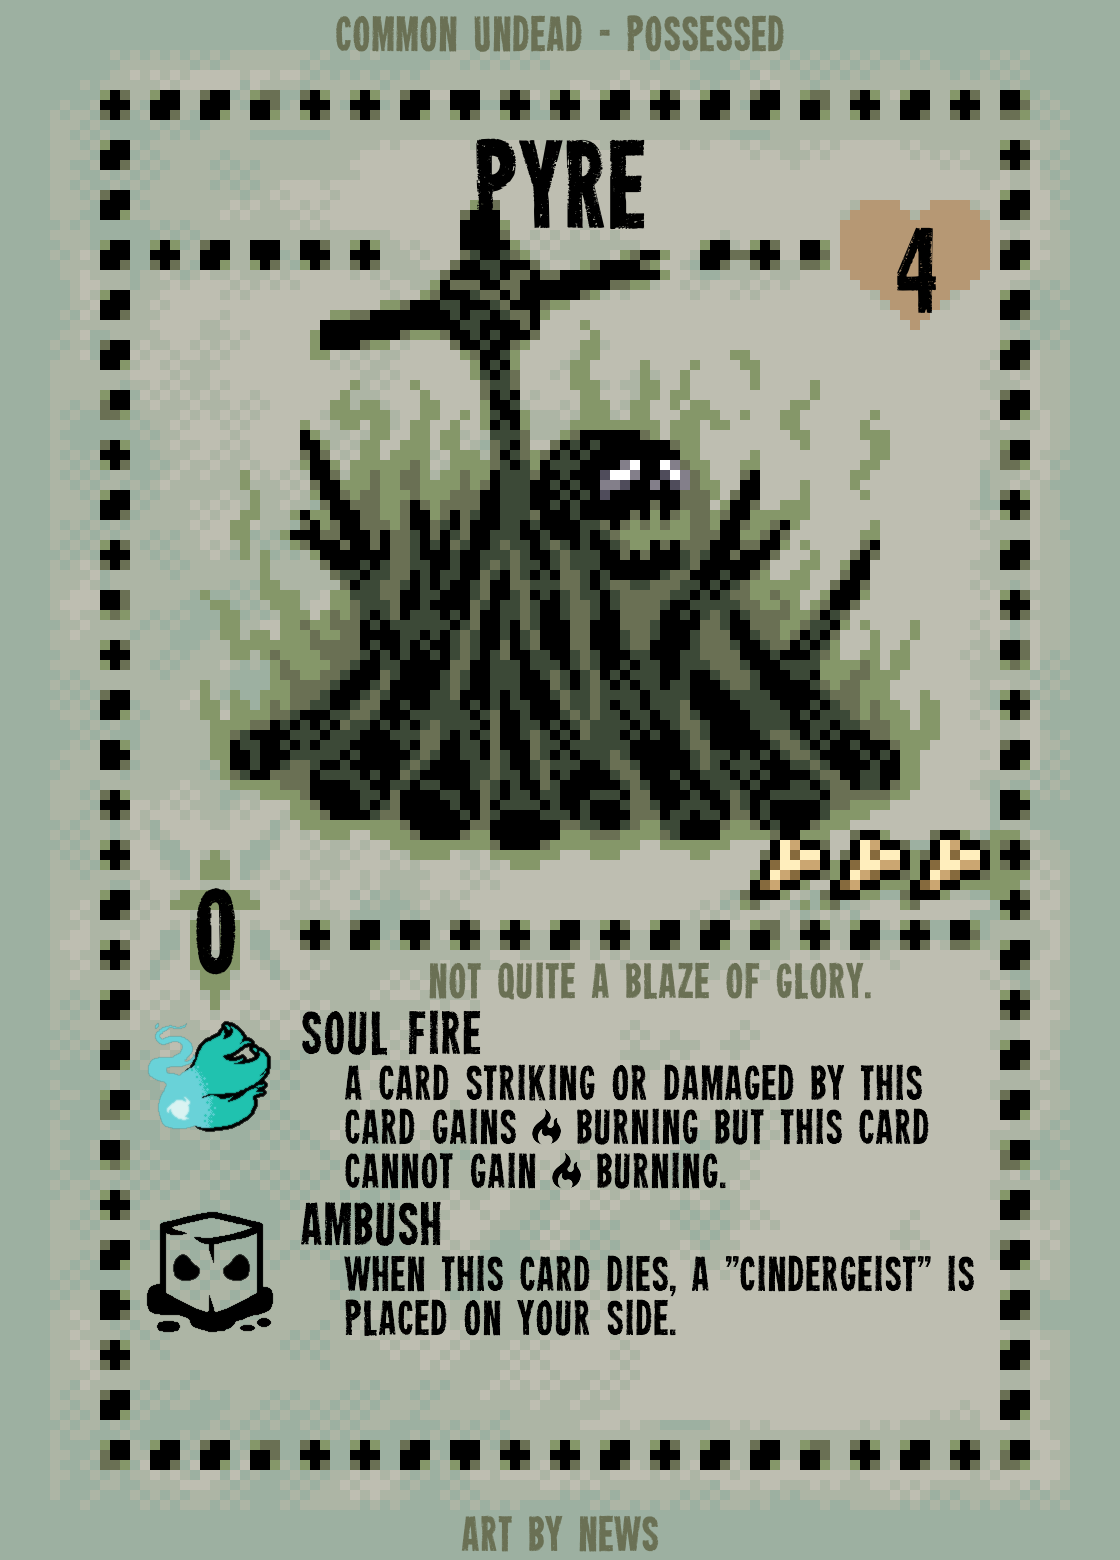 COMMON UNDEAD - POSSESSED
PYRE
4
0
NOT QUITE A BLAZE OF GLORY.
SOUL FIRE
A CARD STRIKING OR DAMAGED BY THIS
CARD GAINS BURNING BUT THIS CARD
CANNOT GAIN BURNING.
AMBUSH
WHEN THIS CARD DIES, A "CINDERGEIST" IS
PLACED ON YOUR SIDE.
ART BY NEWS